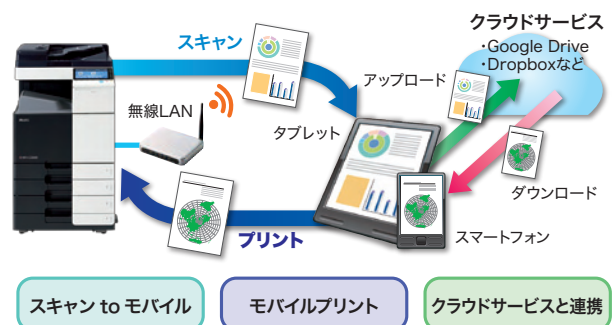 クラウドサービス
・Google Drive
・Dropboxなど
スキャン
アップロード
無線LAN
タブレット
ダウンロード
スマートフォン
プリント
スキャン to モバイル
モバイルプリント
クラウドサービスと連携